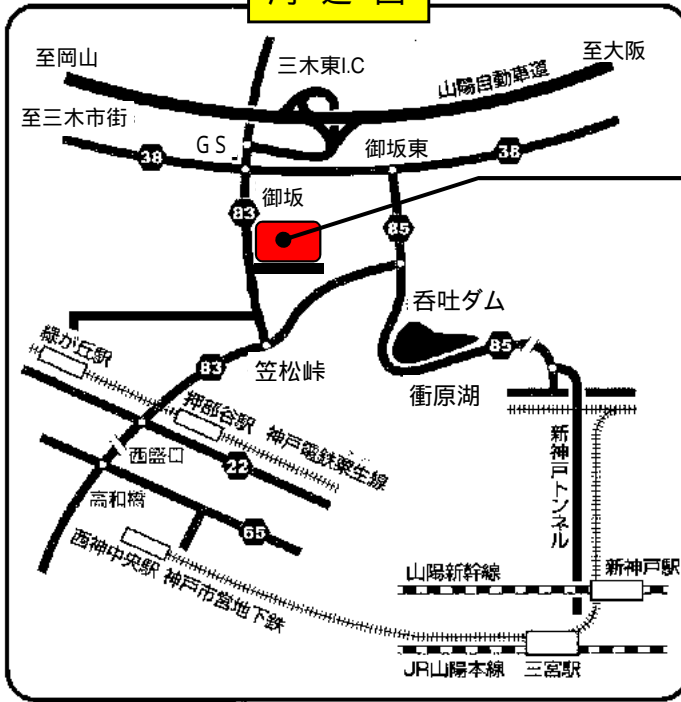 至岡山
三木東I.C
至大阪
山陽自動車道
至三木市街
GS
御坂東
38
38
御坂
83
85
呑吐ダム
緑が丘駅
83
笠松峠
85
衝原湖
押部谷駅 神戸電鉄粟生線
西盛口
22
新神戸トンネル
高和橋
65
西神中央駅 神戸市営地下鉄
山陽新幹線
新神戸駅
JR山陽本線
三宮駅